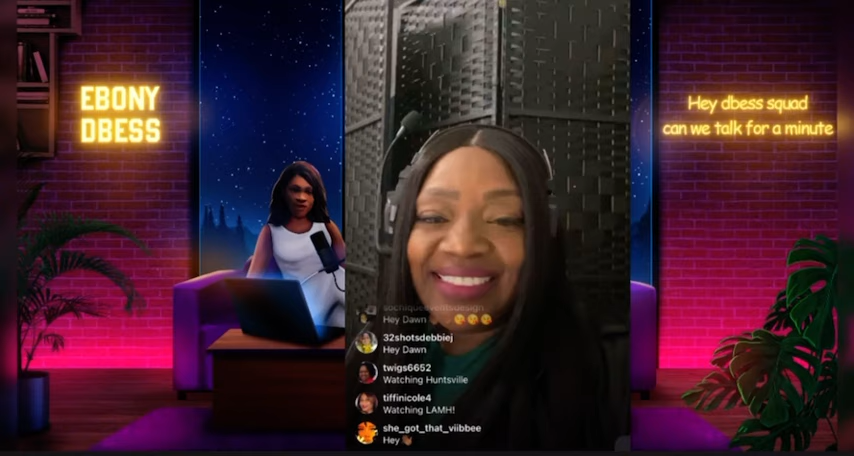 EBONY
DBESS
Hey dbess squad
can we talk for a minute
Hey Dawn
32shotsdebbiej
Hey Dawn
twigs6652
Watching Huntsville
tiffinicole4
Watching LAMH!
she_got_that_viibbee
Hey